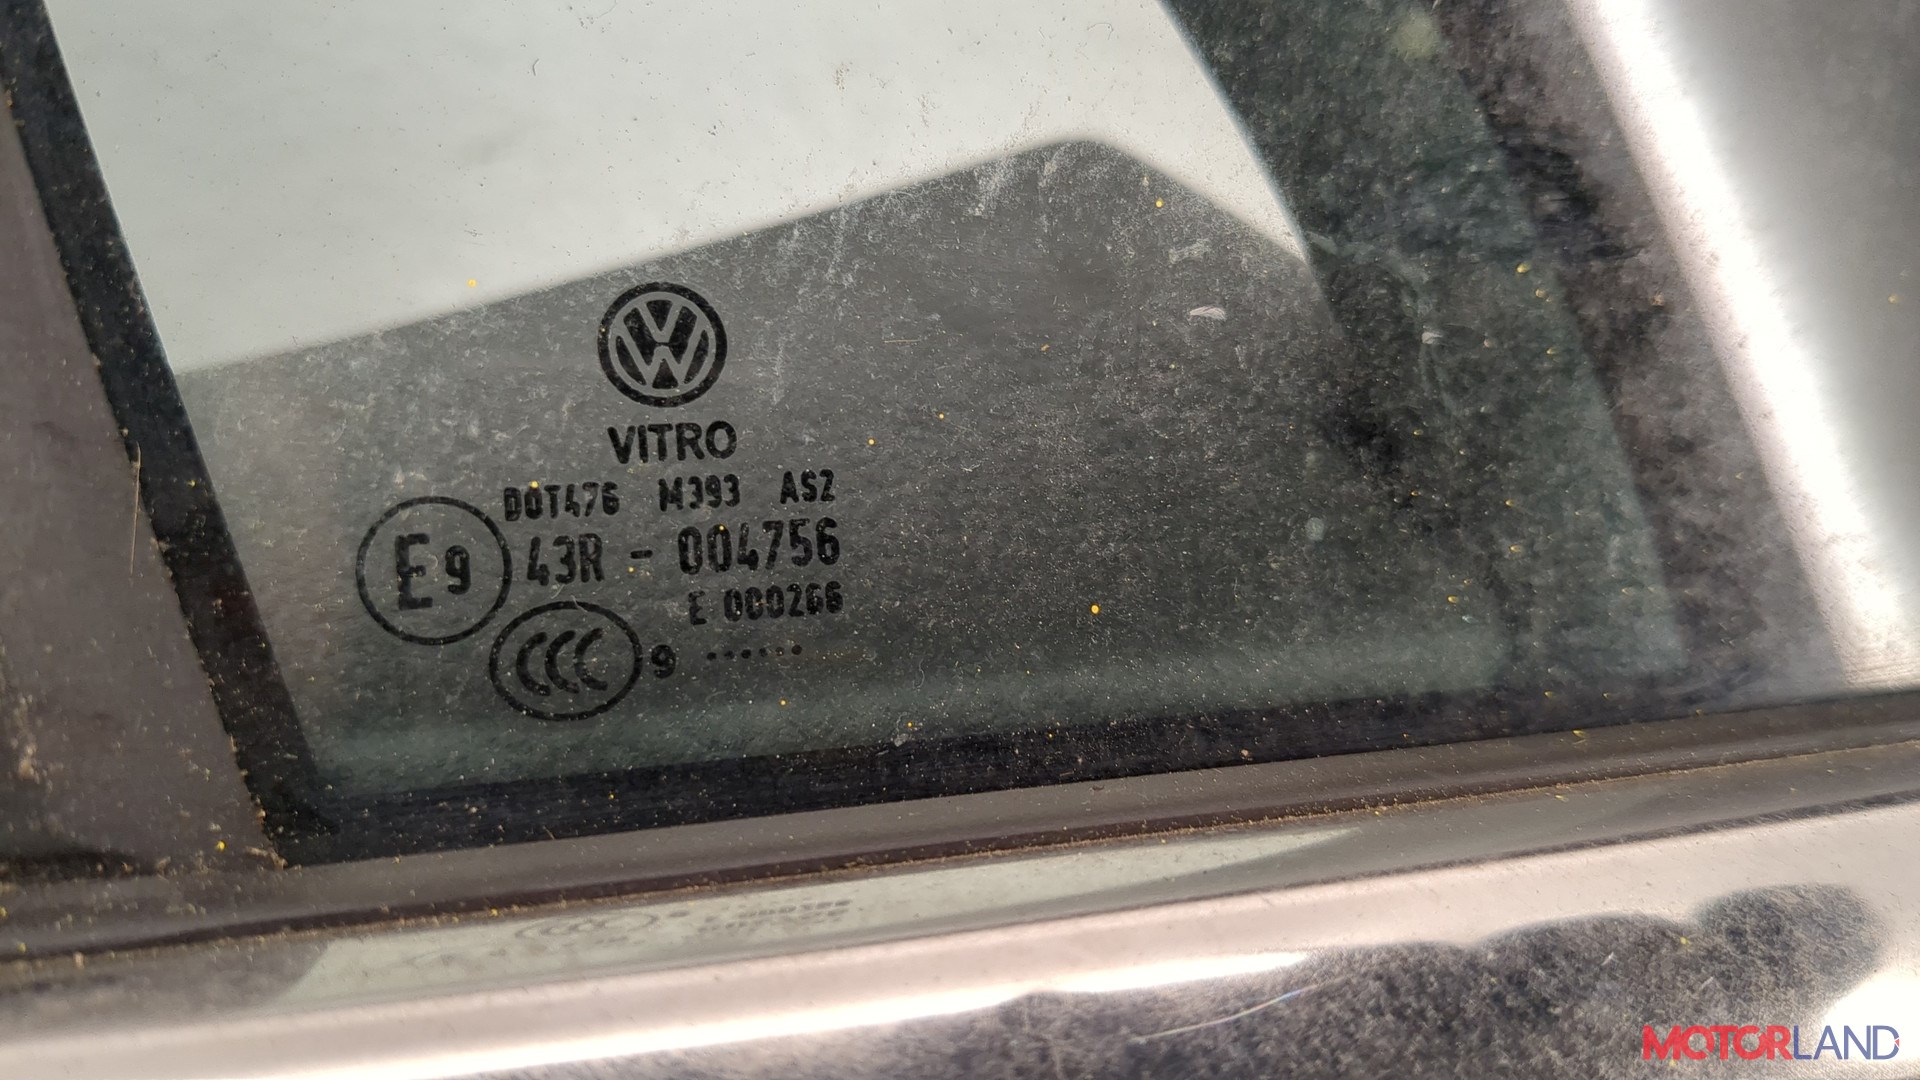 VITRO
DOT476 M393 AS2
E9 43R - 004756
E 000266
CCC 9 ......
MOTORLAND